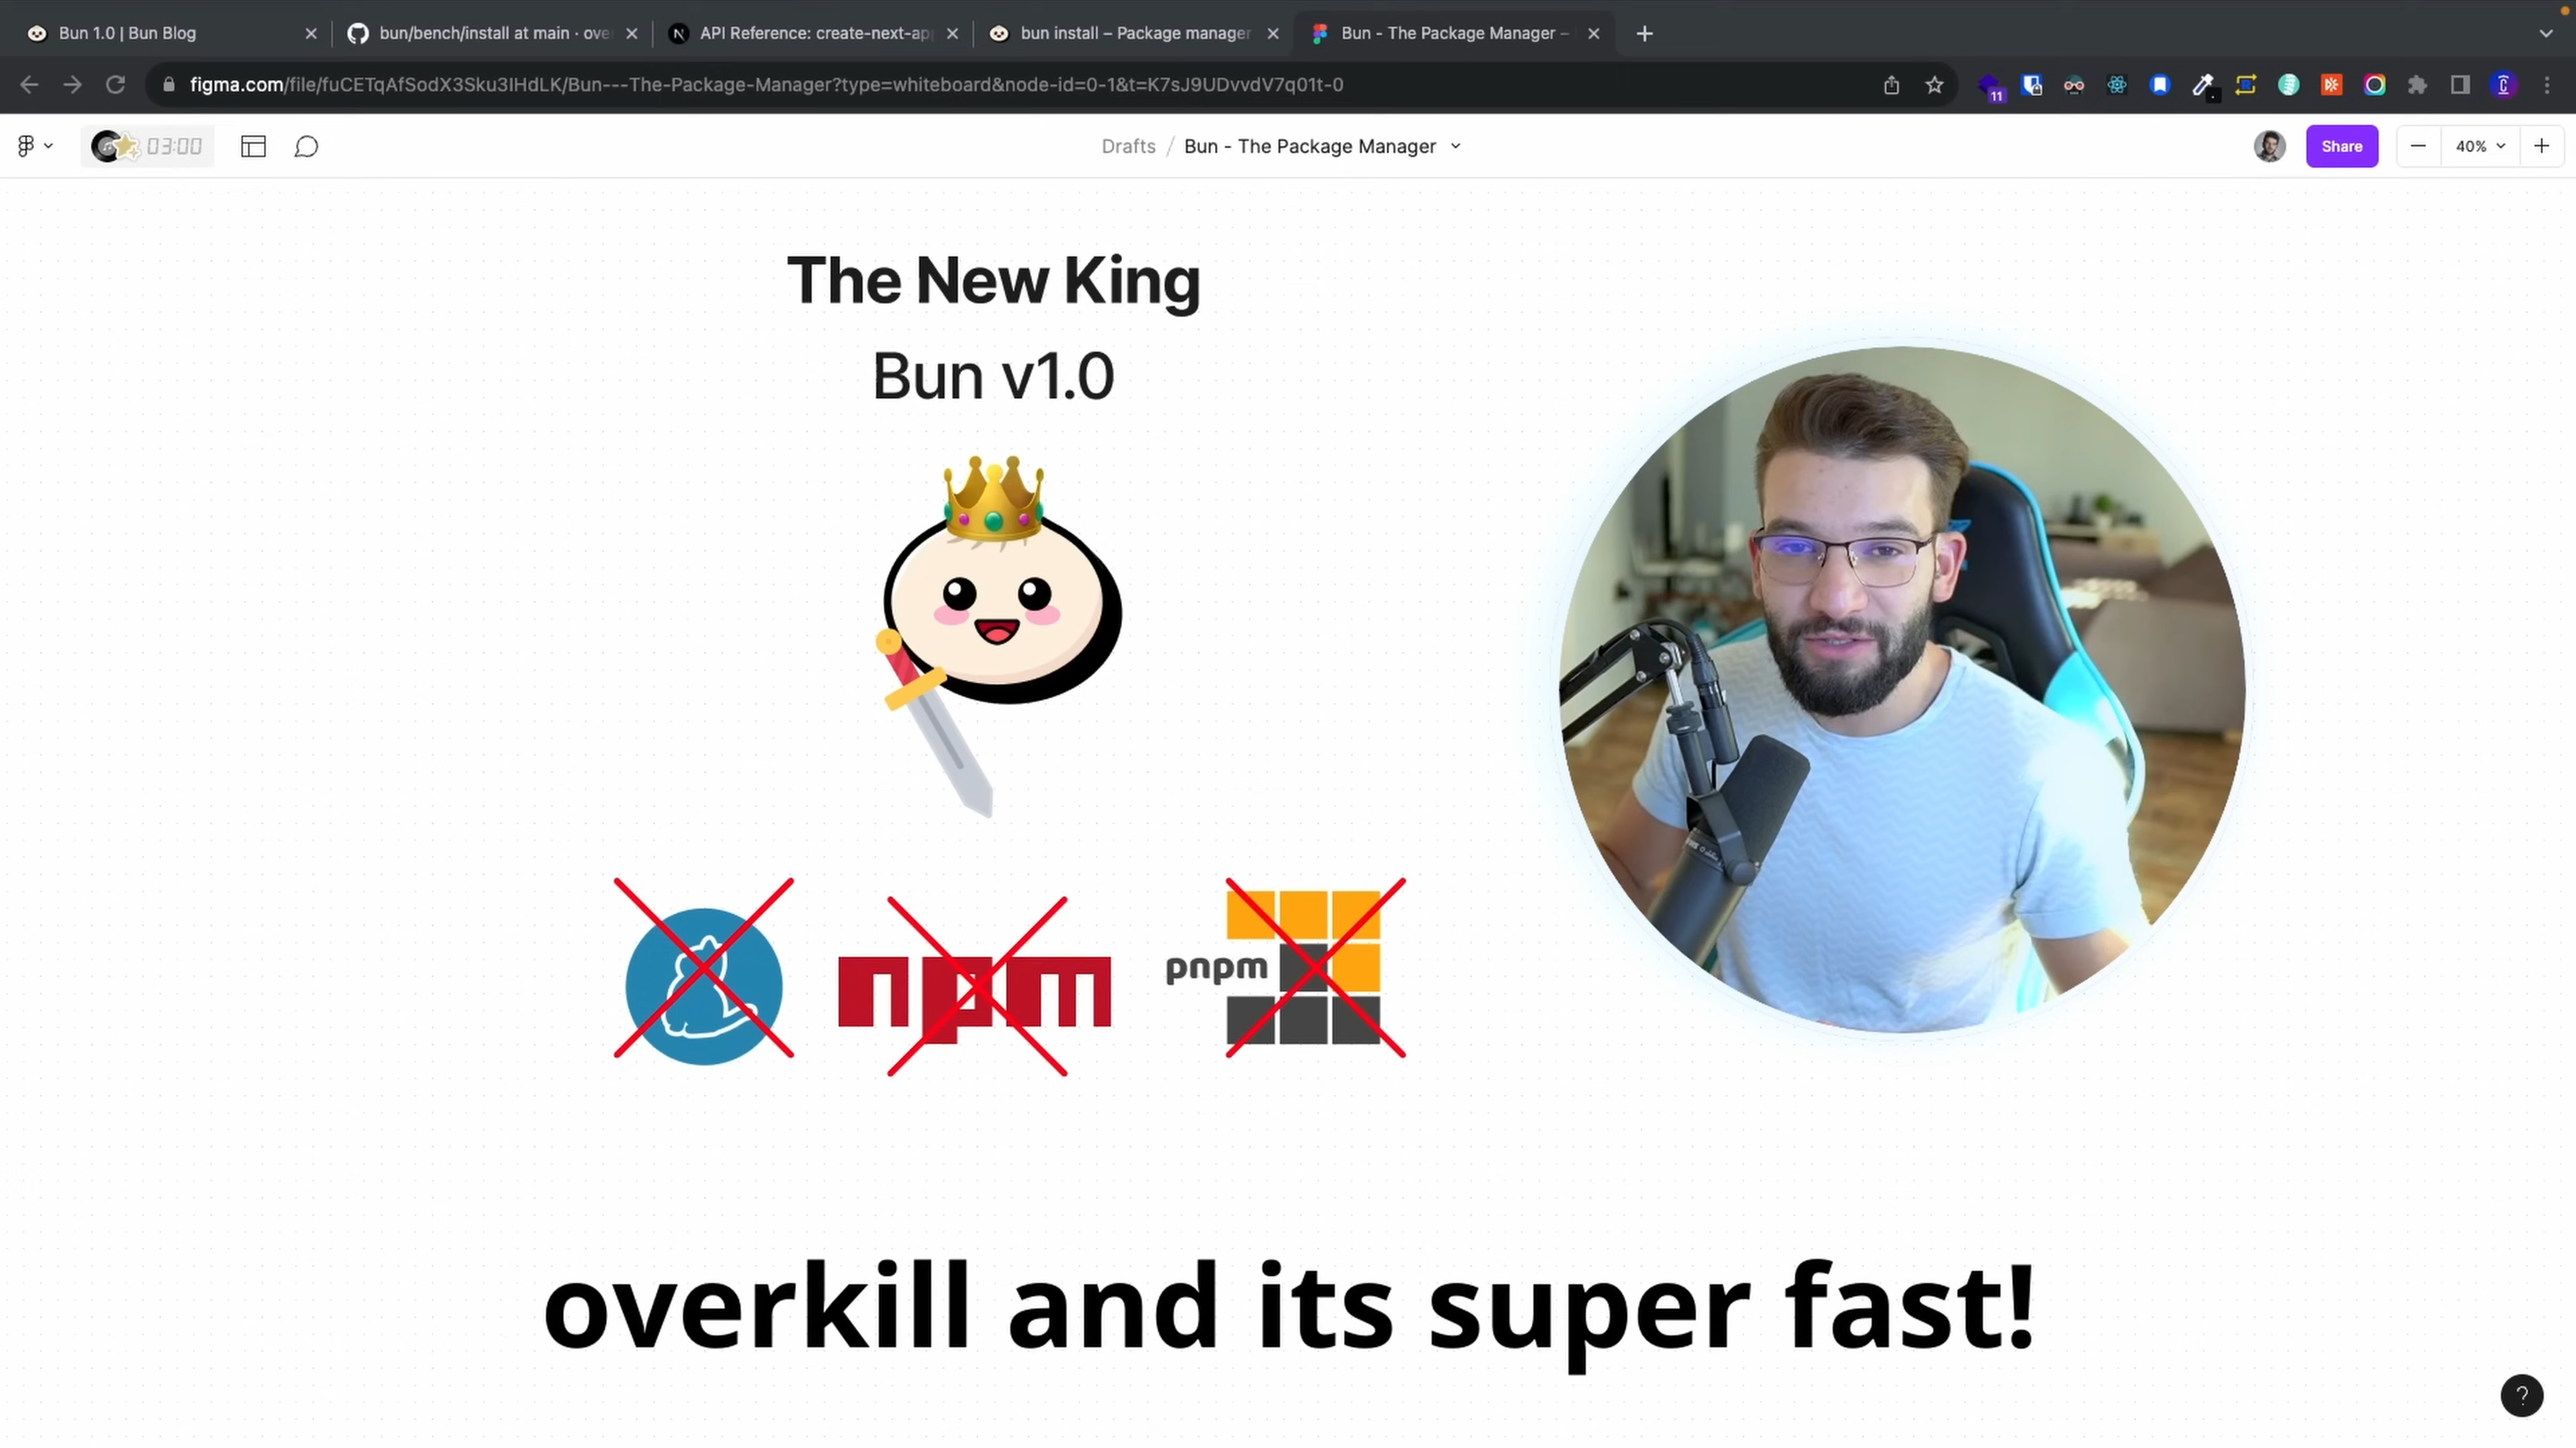 Bun 1.0 | Bun Blog
bun/bench/install at main · ove
API Reference: create-next-app
bun install – Package manager
Bun - The Package Manager –
figma.com/file/fuCETqAfSodX3Sku3IHdLK/Bun---The-Package-Manager?type=whiteboard&node-id=0-1&t=K7sJ9UDvvdV7q01t-0
11
03:00
Drafts / Bun - The Package Manager
Share
40%
The New King
Bun v1.0
npm
pnpm
overkill and its super fast!
?